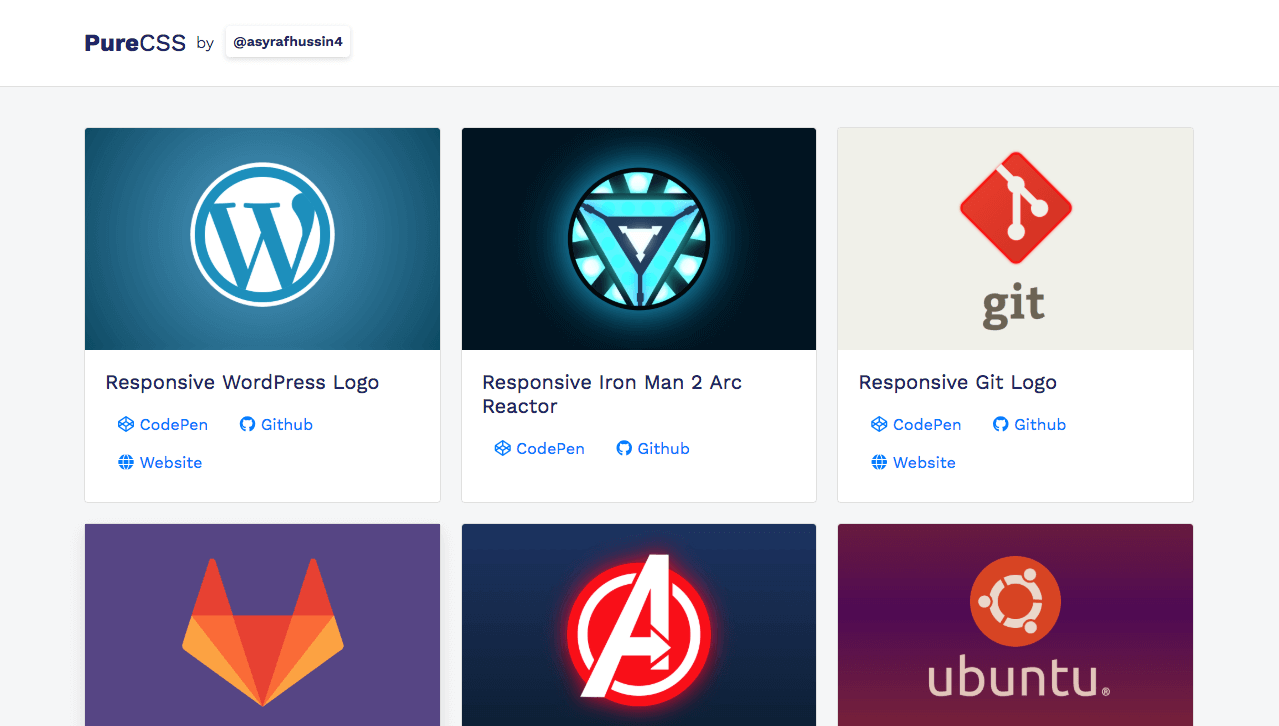 PureCSS by @asyrafhussin4
git
Responsive WordPress Logo
CodePen Github
Website
Responsive Iron Man 2 Arc
Reactor
CodePen Github
Responsive Git Logo
CodePen Github
Website
ubuntu®